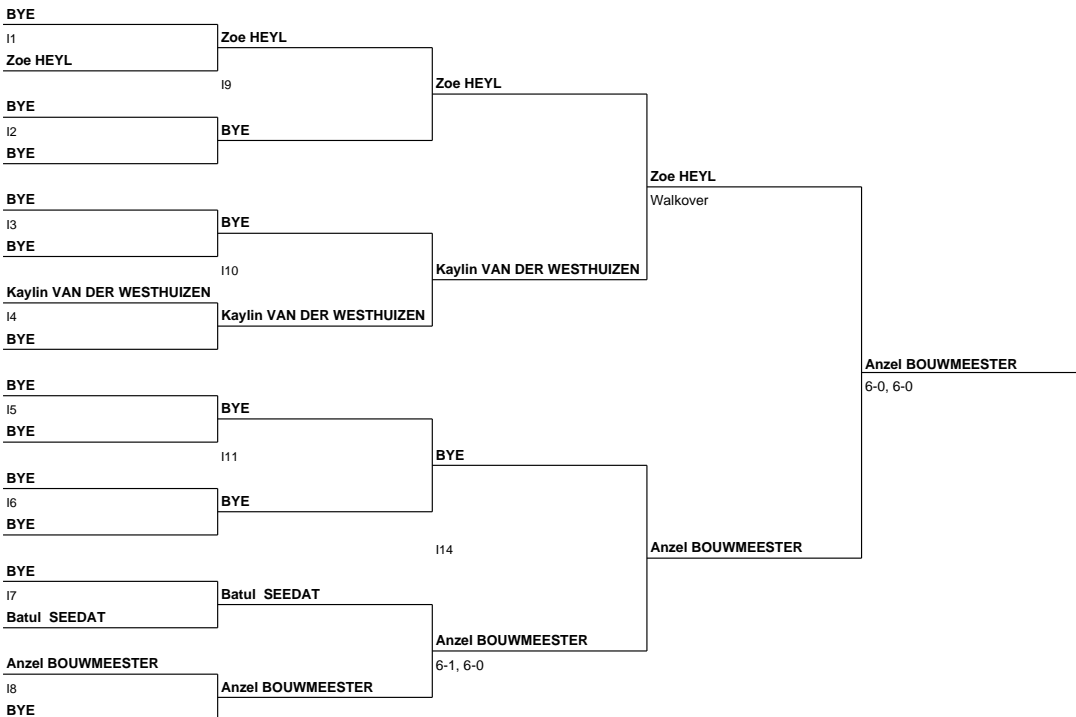 BYE
I1
Zoe HEYL
Zoe HEYL
I9
BYE
I2
BYE
BYE
Zoe HEYL
BYE
I3
BYE
BYE
I10
Kaylin VAN DER WESTHUIZEN
I4
BYE
Kaylin VAN DER WESTHUIZEN
Kaylin VAN DER WESTHUIZEN
Zoe HEYL
Walkover
BYE
I5
BYE
BYE
I11
BYE
I6
BYE
BYE
BYE
I14
BYE
I7
Batul SEEDAT
Batul SEEDAT
Anzel BOUWMEESTER
I8
BYE
Anzel BOUWMEESTER
Anzel BOUWMEESTER
6-1, 6-0
Anzel BOUWMEESTER
Anzel BOUWMEESTER
6-0, 6-0